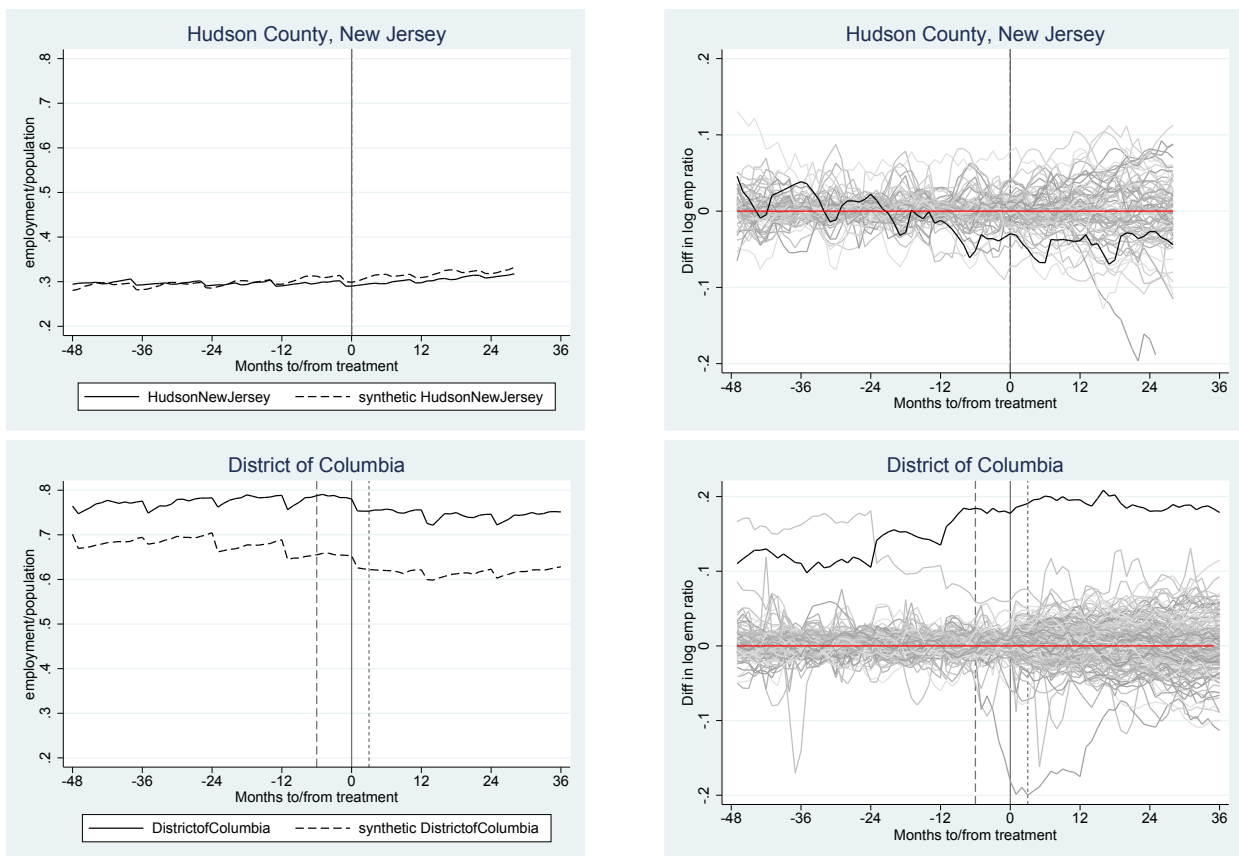 Hudson County, New Jersey
employment/population
.8
.7
.6
.5
.4
.3
.2
-48 -36 -24 -12 0 12 24 36
Months to/from treatment
HudsonNewJersey synthetic HudsonNewJersey
Hudson County, New Jersey
Diff in log emp ratio
.2
.1
0
-.1
-.2
-48 -36 -24 -12 0 12 24 36
Months to/from treatment
District of Columbia
employment/population
.8
.7
.6
.5
.4
.3
.2
-48 -36 -24 -12 0 12 24 36
Months to/from treatment
DistrictofColumbia synthetic DistrictofColumbia
District of Columbia
Diff in log emp ratio
.2
.1
0
-.1
-.2
-48 -36 -24 -12 0 12 24 36
Months to/from treatment